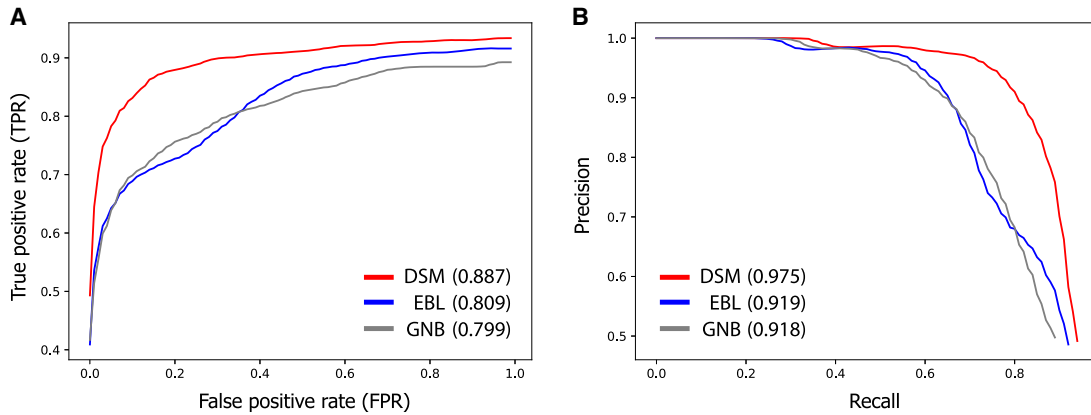 A
True positive rate (TPR)
0.9
0.8
0.7
0.6
0.5
0.4
0.0
0.2
0.4
0.6
0.8
1.0
False positive rate (FPR)
DSM (0.887)
EBL (0.809)
GNB (0.799)
B
Precision
1.0
0.9
0.8
0.7
0.6
0.5
0.0
0.2
0.4
0.6
0.8
Recall
DSM (0.975)
EBL (0.919)
GNB (0.918)